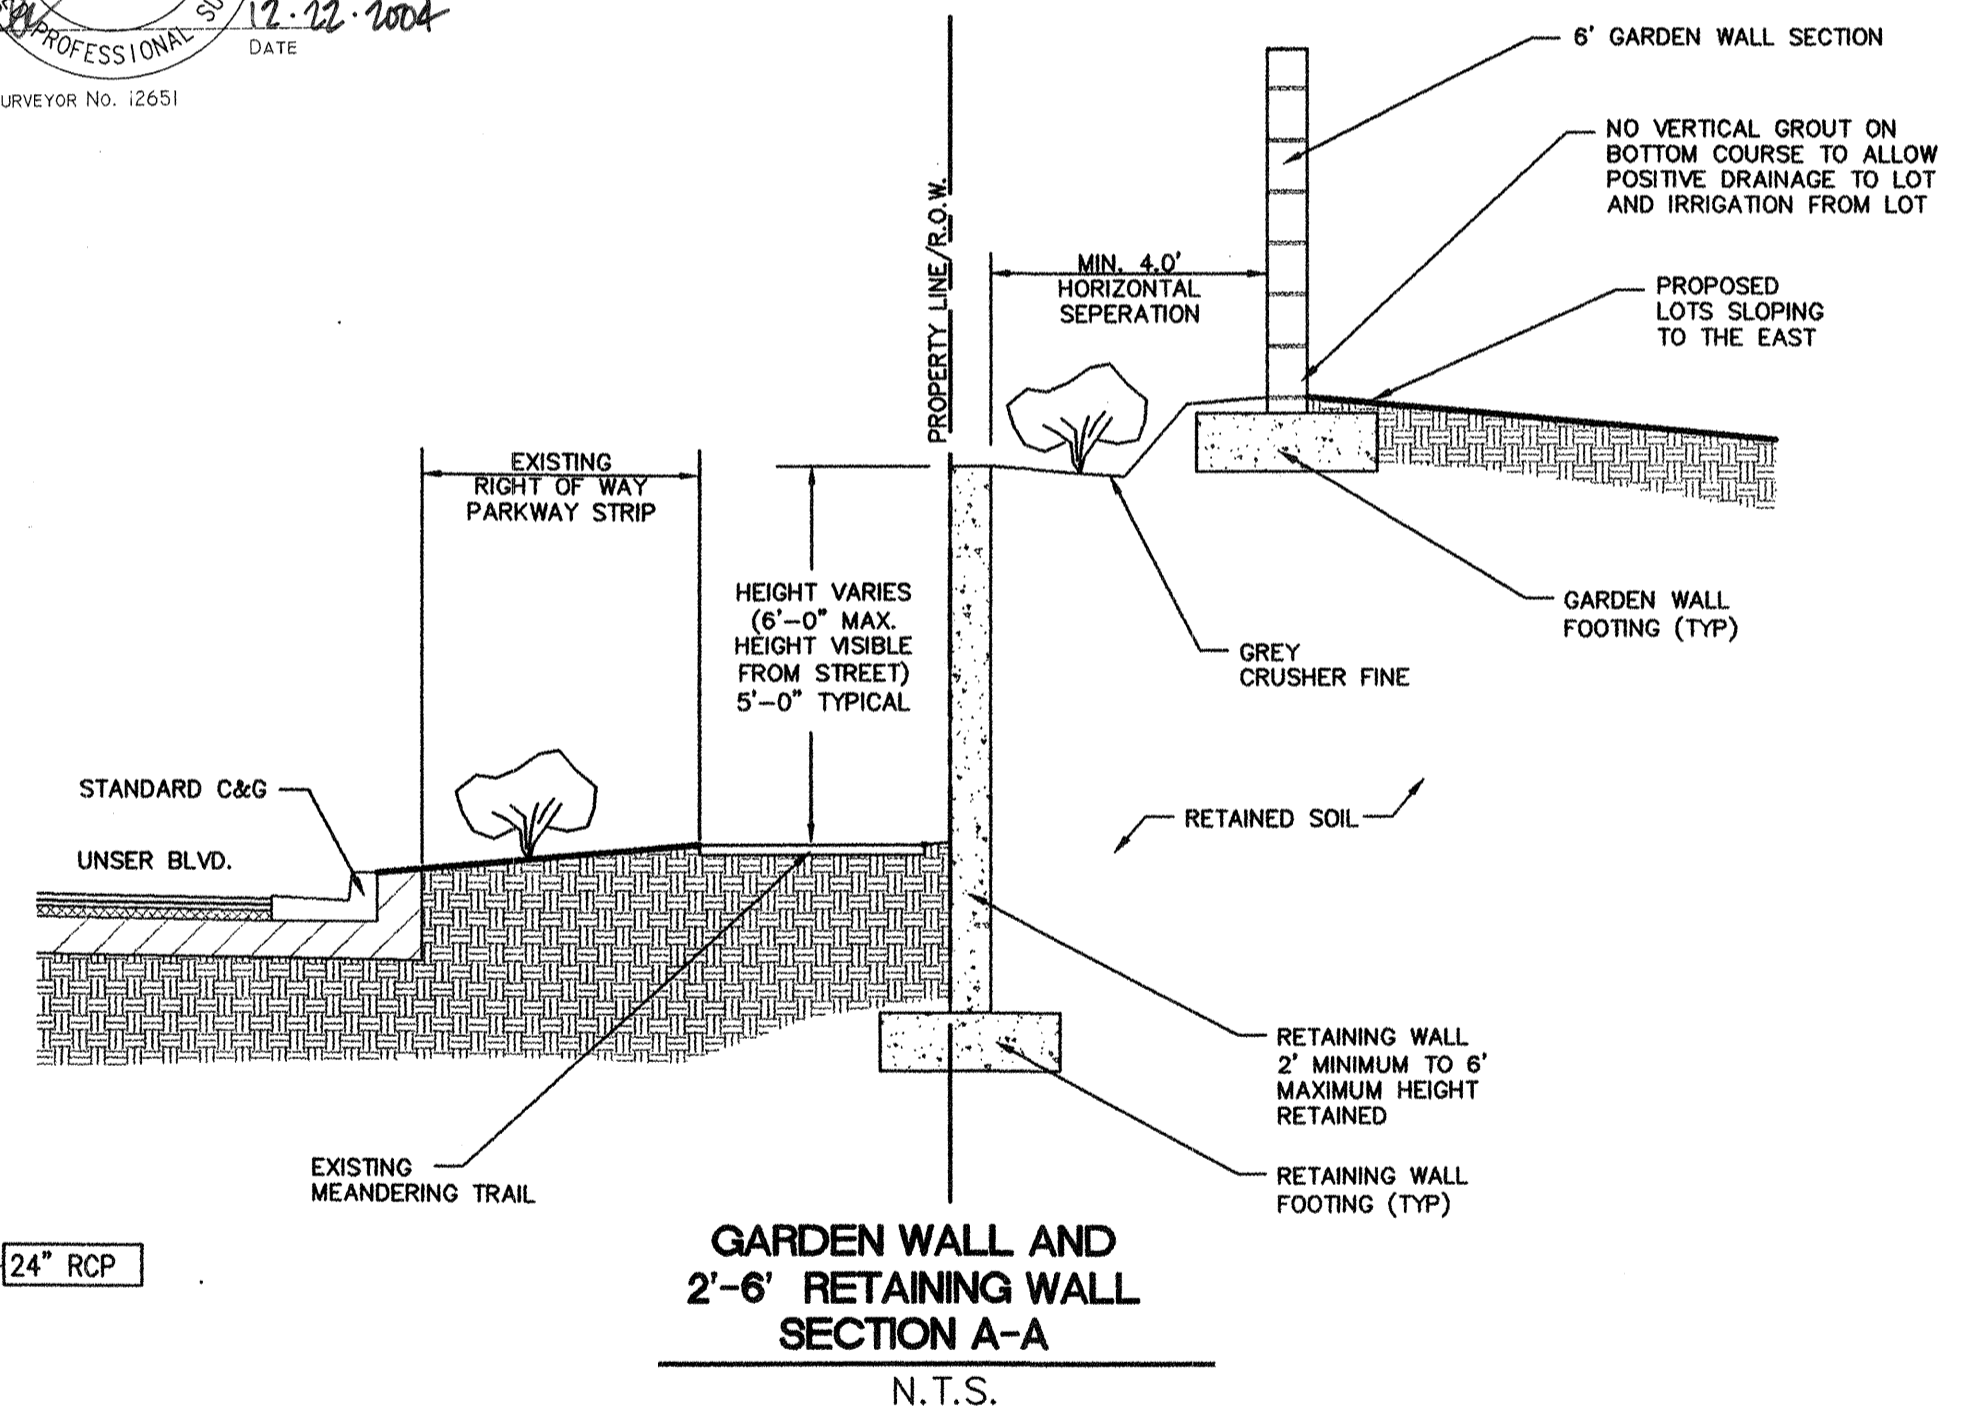 12·22·2004
PROFESSIONAL
DATE
URVEYOR No. 12651
6' GARDEN WALL SECTION
NO VERTICAL GROUT ON
BOTTOM COURSE TO ALLOW
POSITIVE DRAINAGE TO LOT
AND IRRIGATION FROM LOT
PROPERTY LINE/R.O.W.
MIN. 4.0'
HORIZONTAL
SEPERATION
PROPOSED
LOTS SLOPING
TO THE EAST
EXISTING
RIGHT OF WAY
PARKWAY STRIP
HEIGHT VARIES
(6'-0" MAX.
HEIGHT VISIBLE
FROM STREET)
5'-0" TYPICAL
GARDEN WALL
FOOTING (TYP)
GREY
CRUSHER FINE
STANDARD C&G
UNSER BLVD.
RETAINED SOIL
RETAINING WALL
2' MINIMUM TO 6'
MAXIMUM HEIGHT
RETAINED
EXISTING
MEANDERING TRAIL
RETAINING WALL
FOOTING (TYP)
24" RCP
GARDEN WALL AND
2'-6' RETAINING WALL
SECTION A-A
N.T.S.